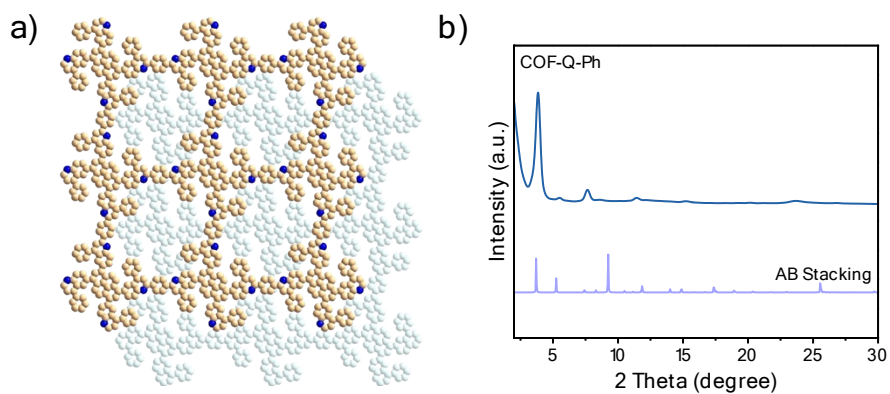 a)
b)
COF-Q-Ph
Intensity (a.u.)
AB Stacking
5 10 15 20 25 30
2 Theta (degree)